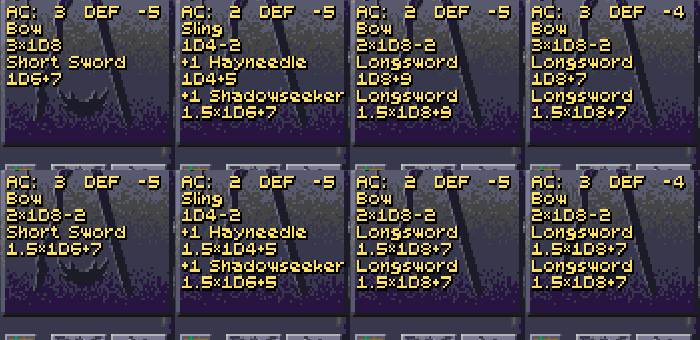 AC: 3 DEF -5
Bow
3×1D8
Short Sword
1D6+7
AC: 2 DEF -5
Sling
1D4-2
+1 Hayneedle
1D4+5
+1 Shadowseeker
1.5×1D6+7
AC: 2 DEF -5
Bow
2×1D8-2
Longsword
1D8+9
Longsword
1.5×1D8+9
AC: 3 DEF -4
Bow
3×1D8-2
Longsword
1D8+7
Longsword
1.5×1D8+7
AC: 3 DEF -5
Bow
2×1D8-2
Short Sword
1.5×1D6+7
AC: 2 DEF -5
Sling
1D4-2
+1 Hayneedle
1.5×1D4+5
+1 Shadowseeker
1.5×1D6+5
AC: 2 DEF -5
Bow
2×1D8-2
Longsword
1.5×1D8+7
Longsword
1.5×1D8+7
AC: 3 DEF -4
Bow
2×1D8-2
Longsword
1.5×1D8+7
Longsword
1.5×1D8+7